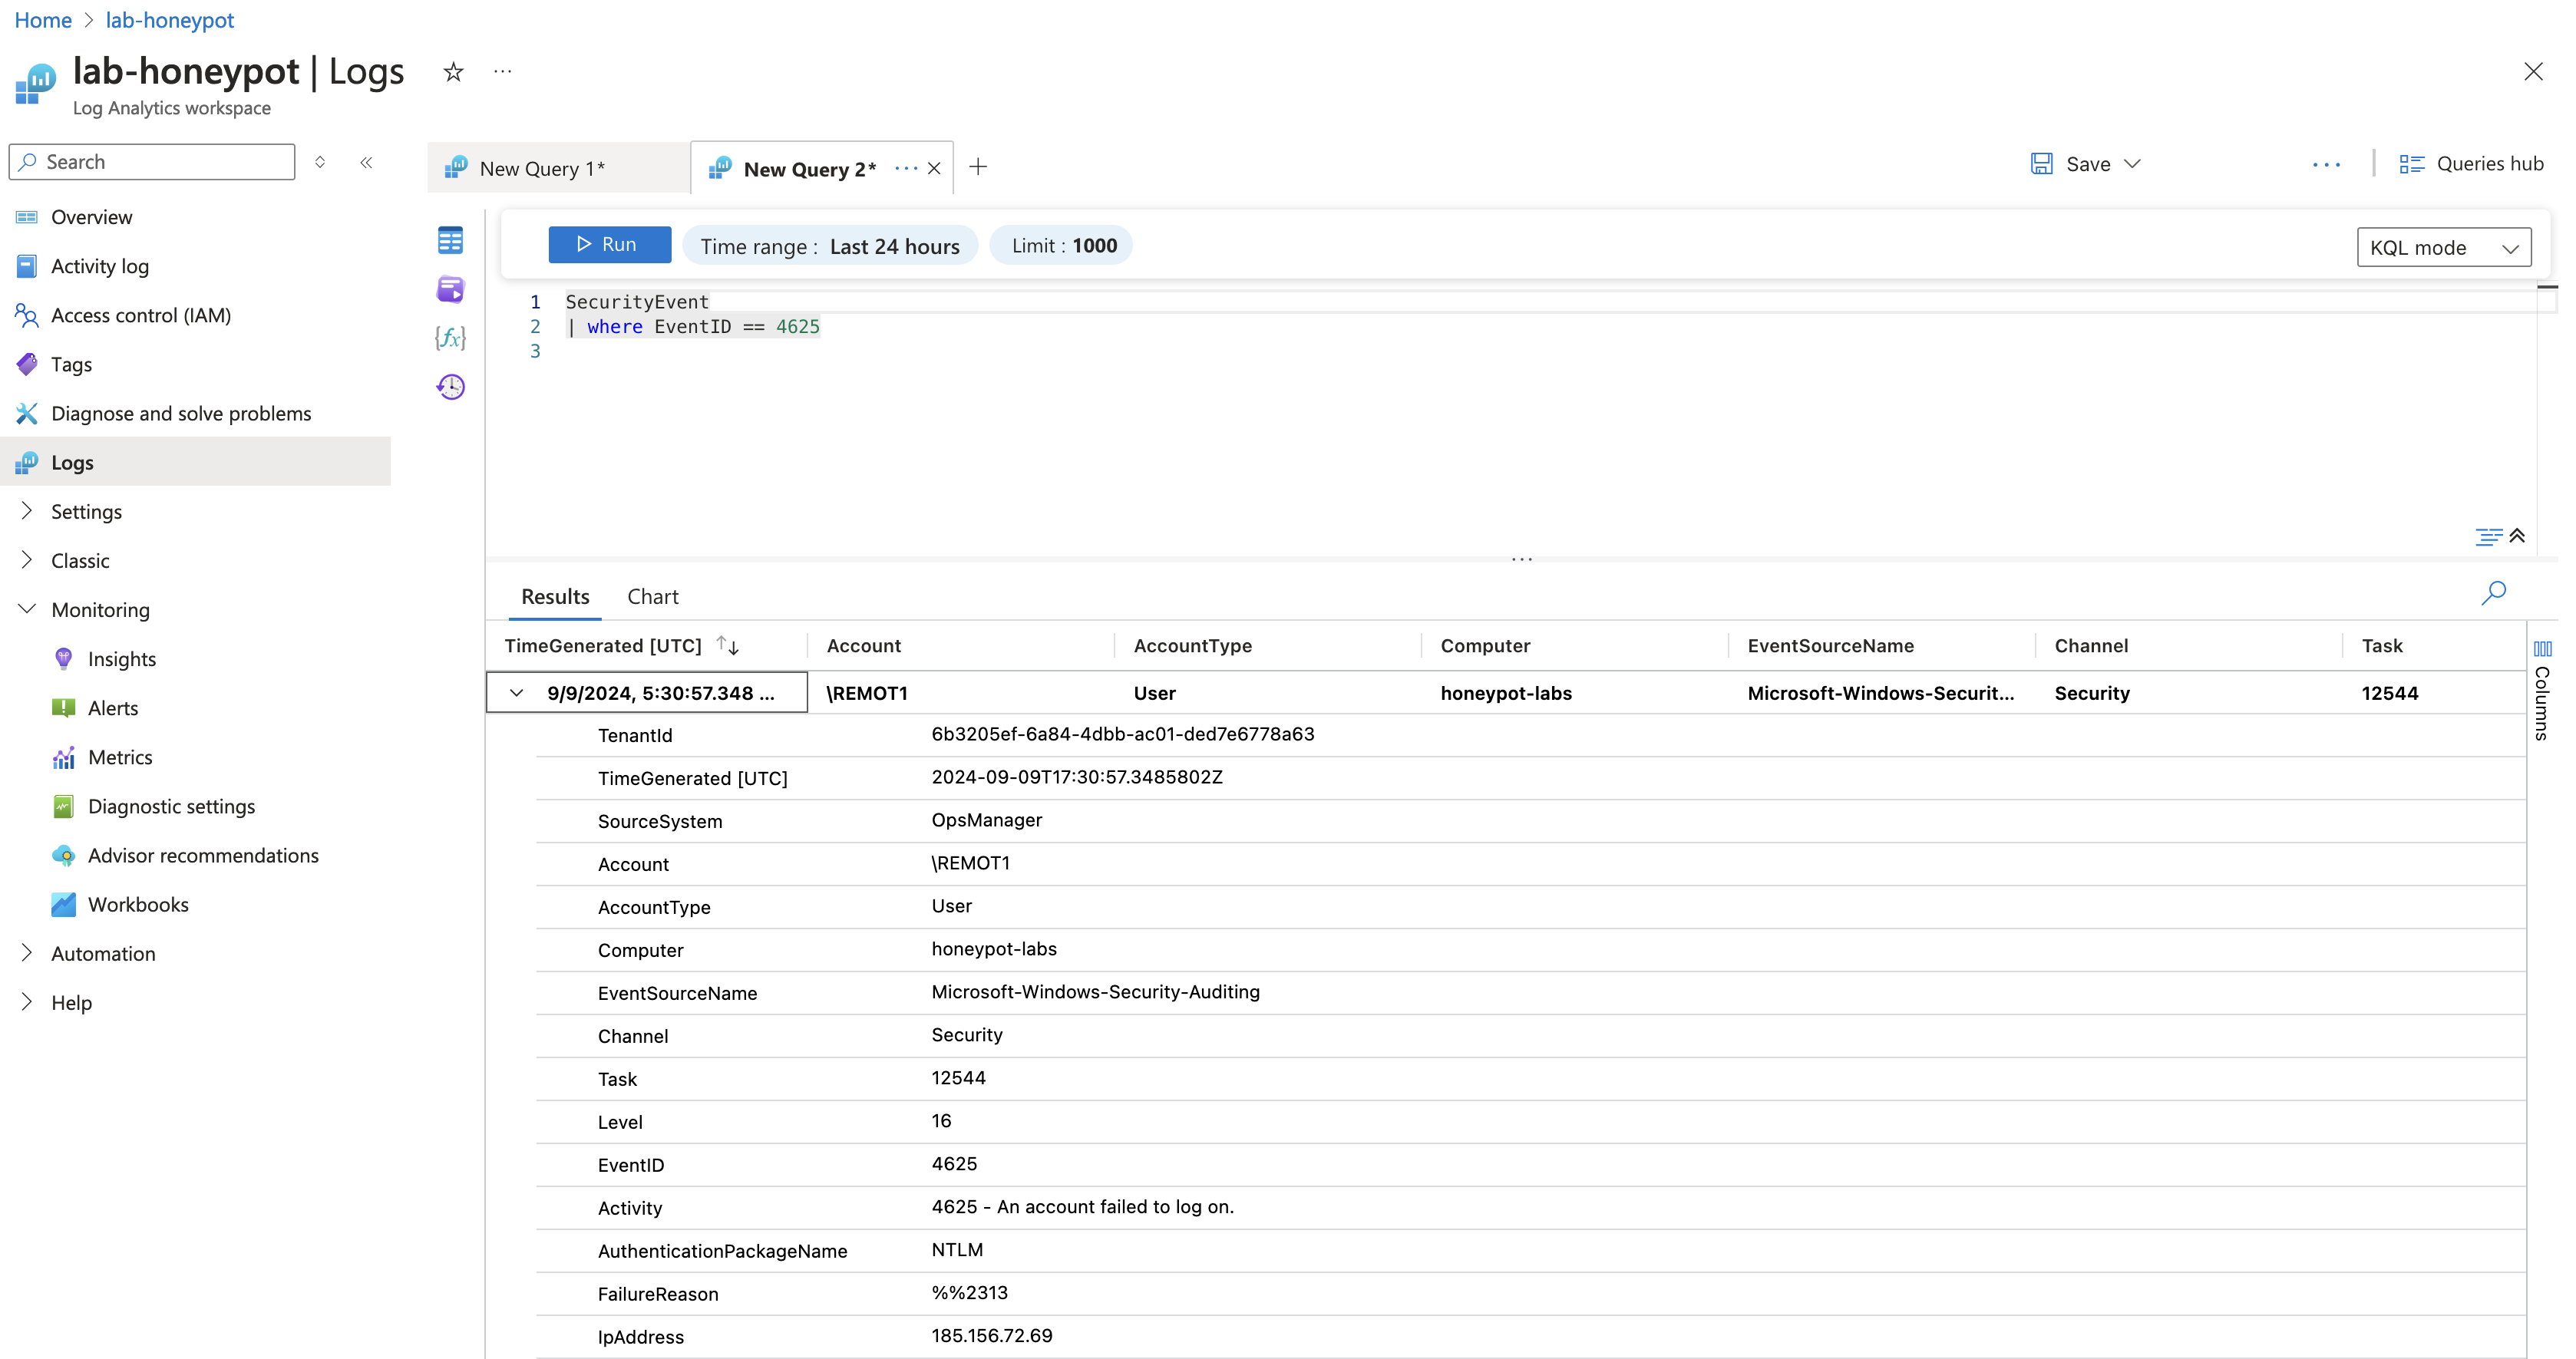 Home > lab-honeypot
lab-honeypot | Logs
Log Analytics workspace
Search
Overview
Activity log
Access control (IAM)
Tags
Diagnose and solve problems
Logs
Settings
Classic
Monitoring
Insights
Alerts
Metrics
Diagnostic settings
Advisor recommendations
Workbooks
Automation
Help
New Query 1*
New Query 2*
Save
Queries hub
Run
Time range : Last 24 hours
Limit : 1000
KQL mode
1 SecurityEvent
2 | where EventID == 4625
3
Results Chart
TimeGenerated [UTC] Account AccountType Computer EventSourceName Channel Task
9/9/2024, 5:30:57.348 ... \REMOT1 User honeypot-labs Microsoft-Windows-Securit... Security 12544
TenantId 6b3205ef-6a84-4dbb-ac01-ded7e6778a63
TimeGenerated [UTC] 2024-09-09T17:30:57.3485802Z
SourceSystem OpsManager
Account \REMOT1
AccountType User
Computer honeypot-labs
EventSourceName Microsoft-Windows-Security-Auditing
Channel Security
Task 12544
Level 16
EventID 4625
Activity 4625 - An account failed to log on.
AuthenticationPackageName NTLM
FailureReason %%2313
IpAddress 185.156.72.69
Columns